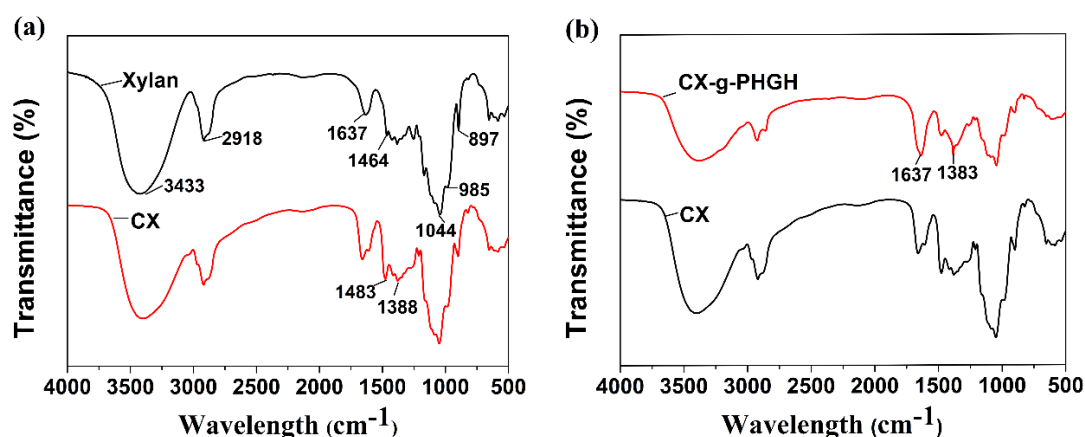 (a)
Transmittance (%)
Xylan
3433
2918
1637
1464
897
985
1044
CX
1483
1388
4000 3500 3000 2500 2000 1500 1000 500
Wavelength (cm-1)
(b)
Transmittance (%)
CX-g-PHGH
1637
1383
CX
4000 3500 3000 2500 2000 1500 1000 500
Wavelength (cm-1)